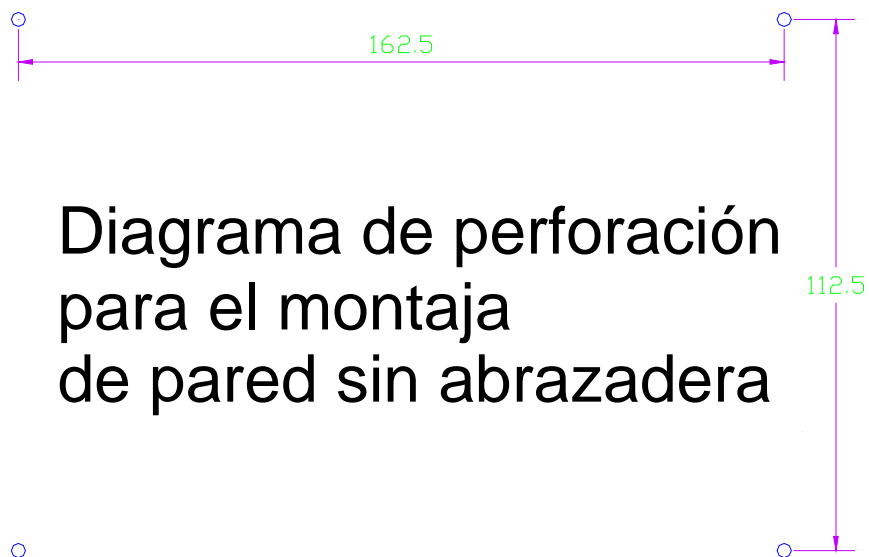 162.5
Diagrama de perforación
para el montaja
112.5
de pared sin abrazadera